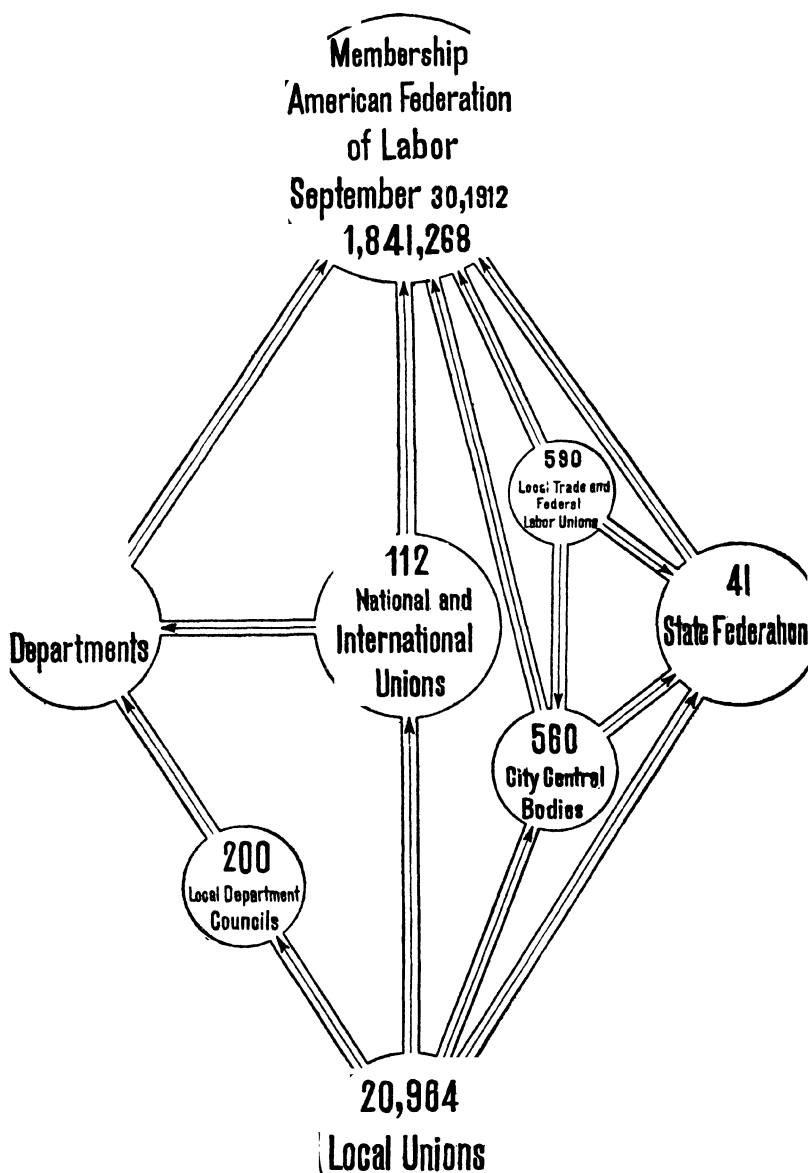 Membership
American Federation
of Labor
September 30, 1912
1,841,268
590
Local Trade and
Federal
Labor Unions
112
National and
International
Unions
41
State Federation
Departments
560
City Central
Bodies
200
Local Department
Councils
20,964
Local Unions